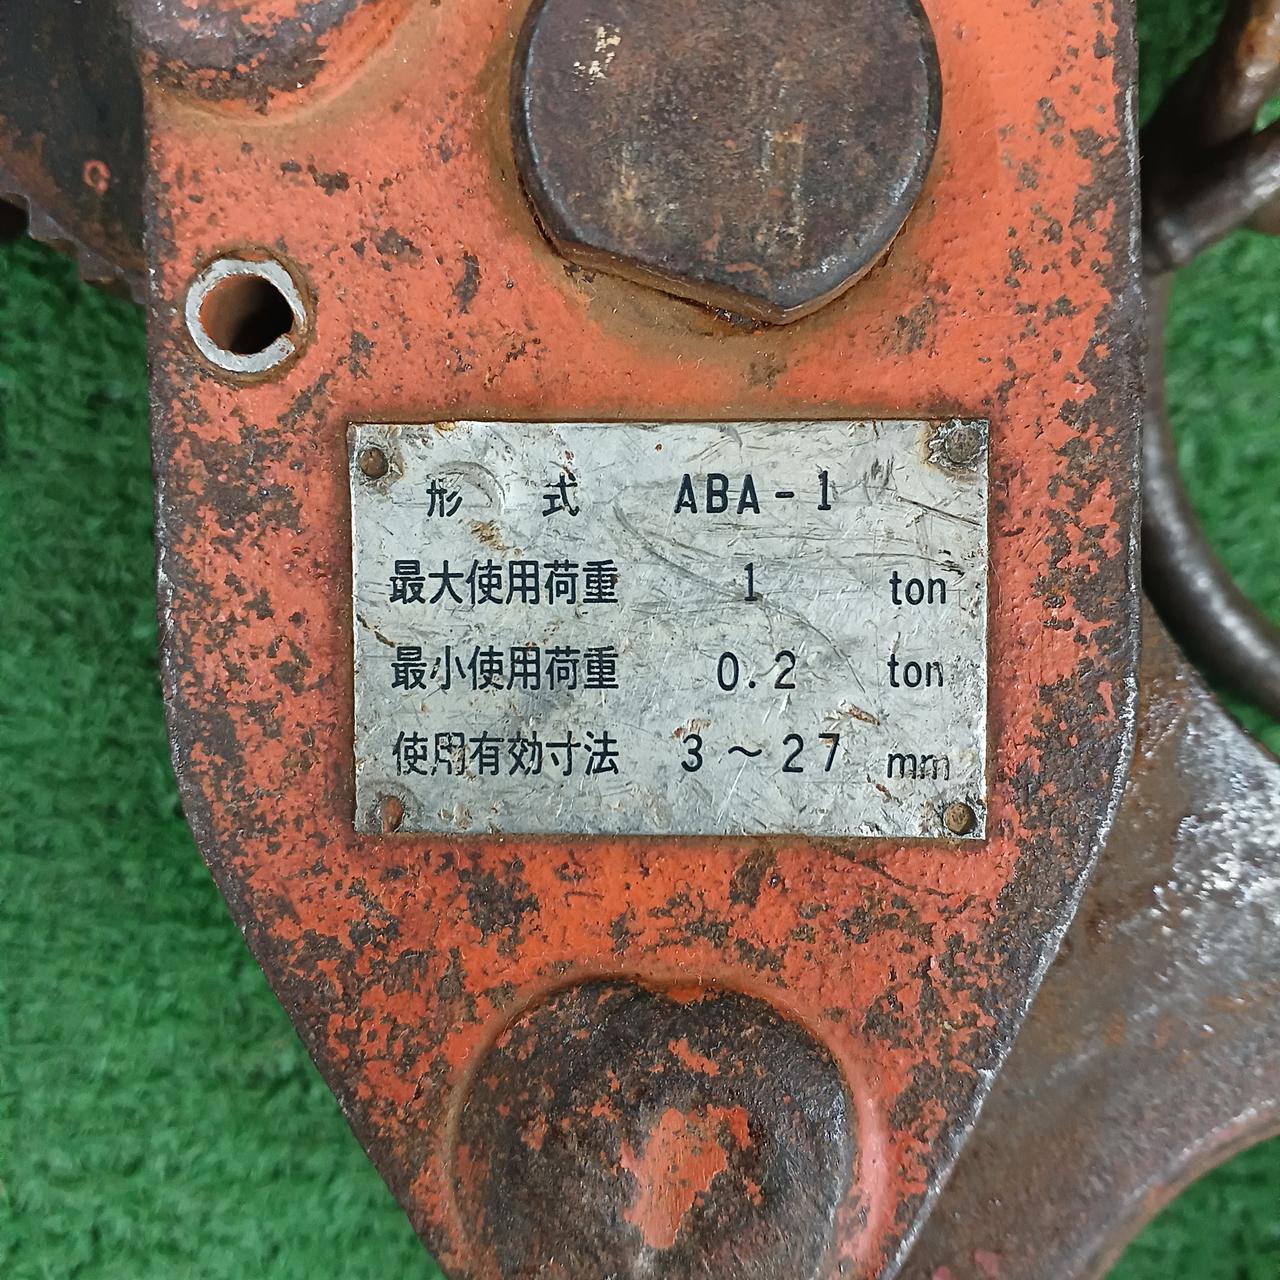 形式 ABA-1
最大使用荷重 1 ton
最小使用荷重 0.2 ton
使用有効寸法 3~27 mm